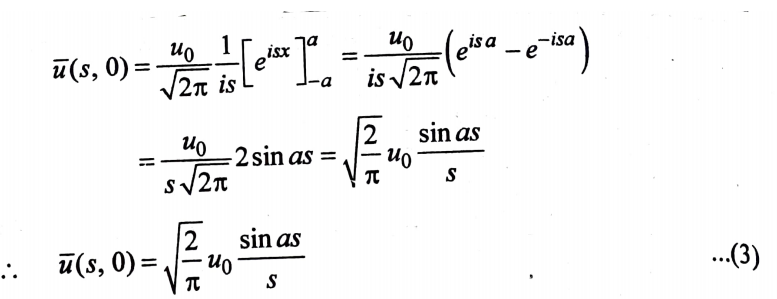 ū(s, 0) = u₀/√2π 1/is [e^{isx}]_{-a}^{a} = u₀/is√2π (e^{isa} − e^{−isa})
= u₀/s√2π 2 sin as = √(2/π) u₀ sin as/s
∴ ū(s, 0) = √(2/π) u₀ sin as/s ...(3)